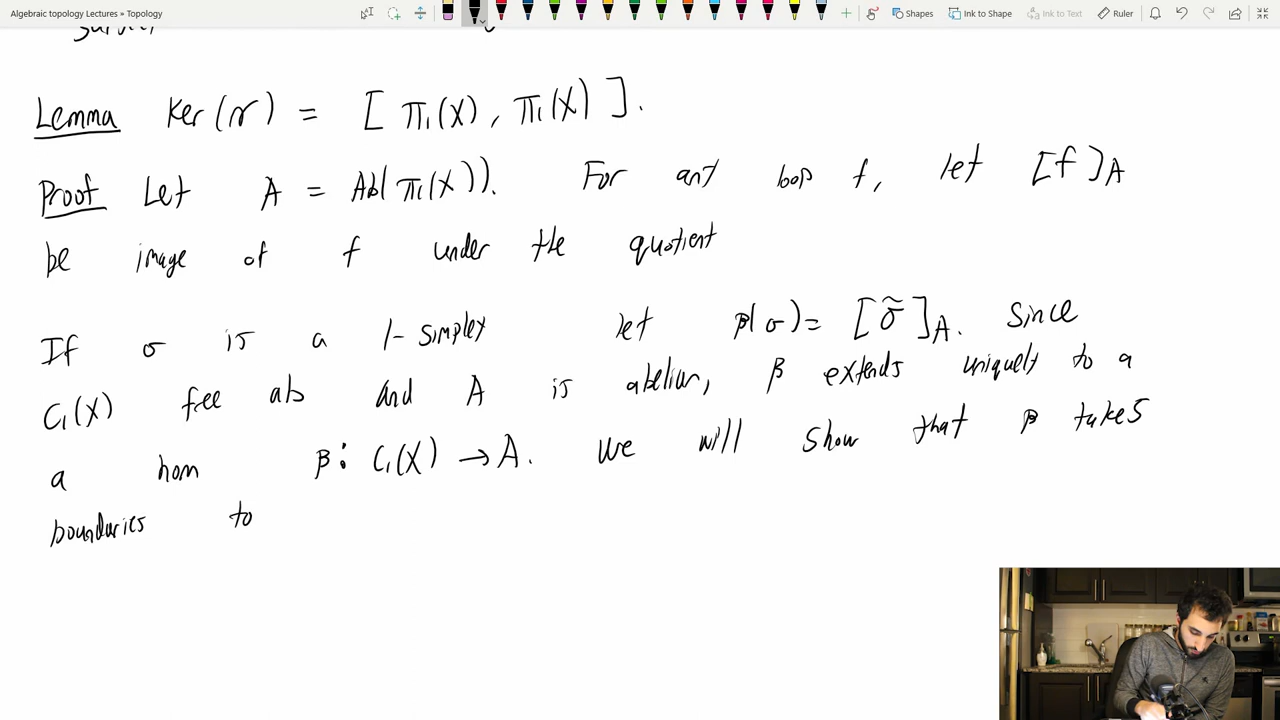 Algebraic topology Lectures » Topology
Shapes
Ink to Shape
Ink to Text
Ruler
Lemma Ker(γ) = [π₁(X), π₁(X)].
Proof Let A = Ab(π₁(X)). For any loop f, let [f]_A
be image of f under the quotient
If σ is a 1-simplex let β(σ) = [σ̃]_A. Since
C₁(X) free ab and A is abelian, β extends uniquely to a
a hom β: C₁(X) → A. We will show that β takes
boundaries to